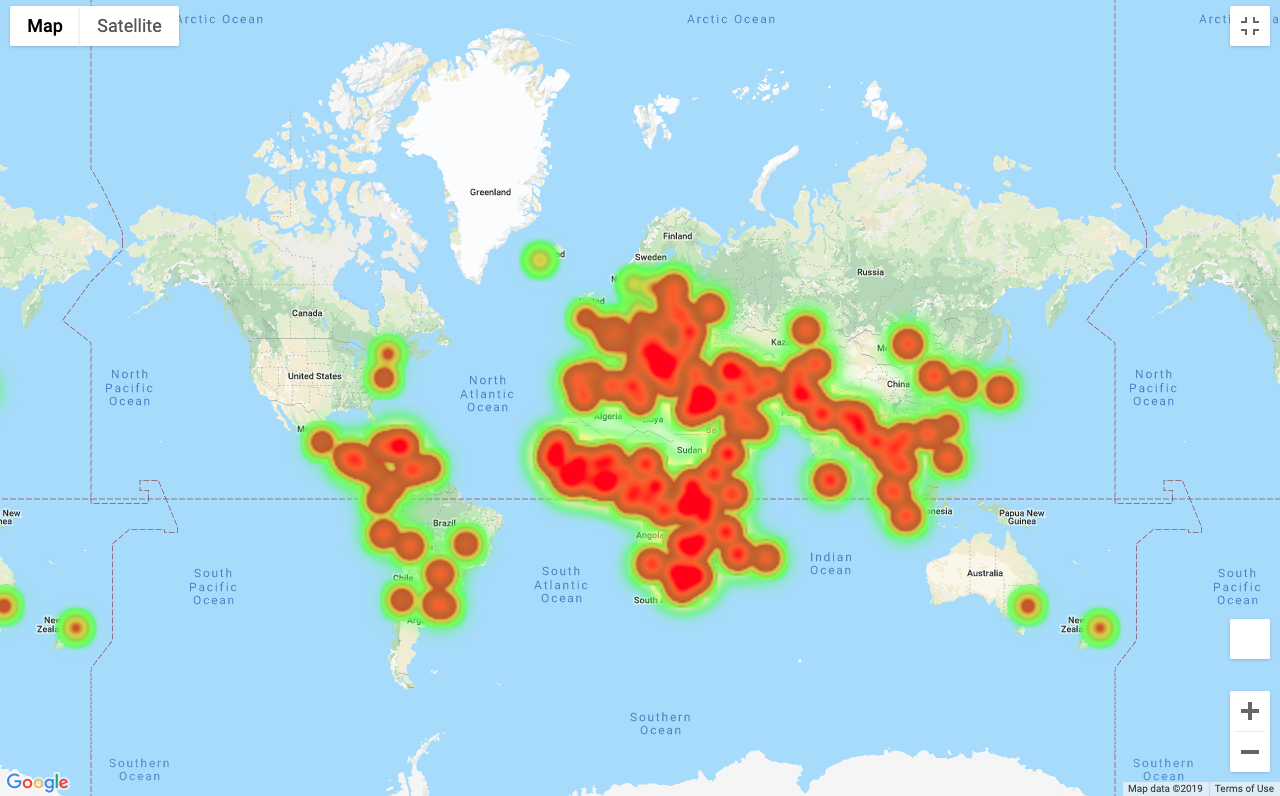 Map
Satellite
Arctic Ocean
Arctic Ocean
Greenland
Finland
Sweden
Russia
Canada
United States
North
Pacific
Ocean
North
Atlantic
Ocean
China
North
Pacific
Ocean
Algeria
Sudan
New
Papua New
Guinea
Brazil
Angola
Indian
Ocean
Australia
South
Pacific
Ocean
South
Atlantic
Ocean
South
Pacific
Ocean
Chile
South
New
New
Southern
Ocean
Southern
Ocean
Southern
Ocean
Google
Map data ©2019
Terms of Use